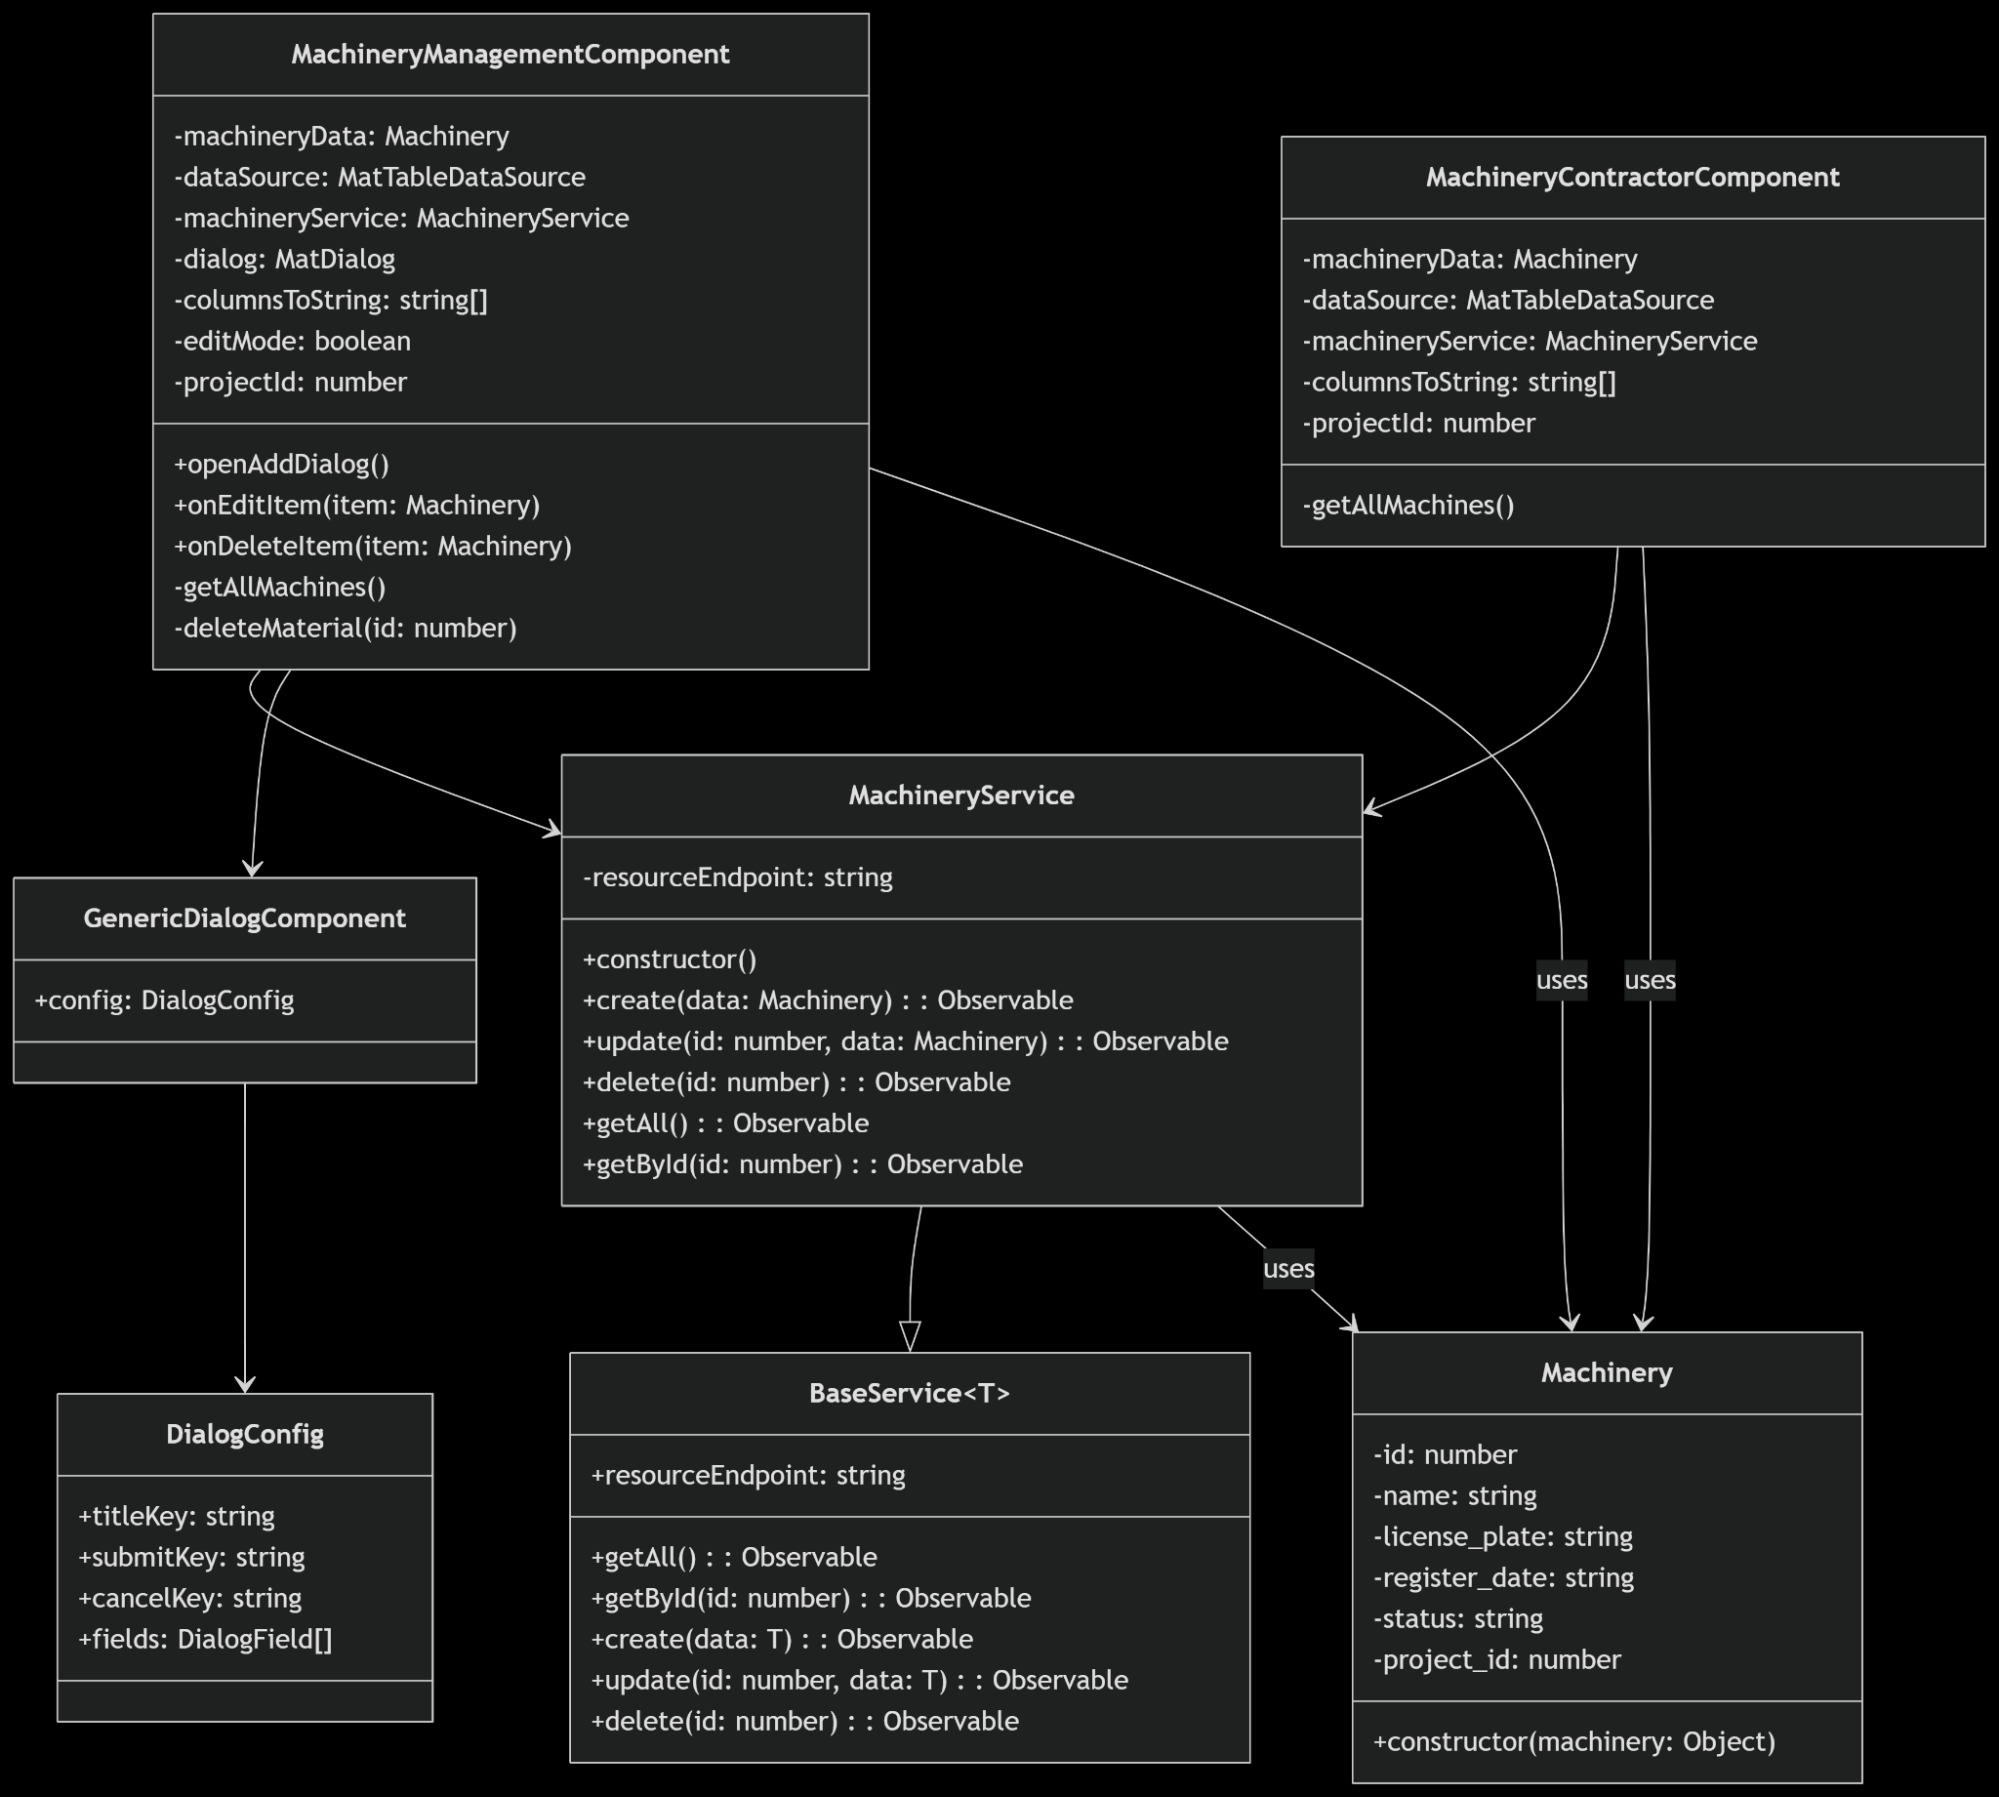 MachineryManagementComponent
-machineryData: Machinery
-dataSource: MatTableDataSource
-machineryService: MachineryService
-dialog: MatDialog
-columnsToString: string[]
-editMode: boolean
-projectId: number
+openAddDialog()
+onEditItem(item: Machinery)
+onDeleteItem(item: Machinery)
-getAllMachines()
-deleteMaterial(id: number)
MachineryContractorComponent
-machineryData: Machinery
-dataSource: MatTableDataSource
-machineryService: MachineryService
-columnsToString: string[]
-projectId: number
-getAllMachines()
MachineryService
-resourceEndpoint: string
+constructor()
+create(data: Machinery) : : Observable
+update(id: number, data: Machinery) : : Observable
+delete(id: number) : : Observable
+getAll() : : Observable
+getById(id: number) : : Observable
GenericDialogComponent
+config: DialogConfig
uses
uses
uses
DialogConfig
+titleKey: string
+submitKey: string
+cancelKey: string
+fields: DialogField[]
BaseService<T>
+resourceEndpoint: string
+getAll() : : Observable
+getById(id: number) : : Observable
+create(data: T) : : Observable
+update(id: number, data: T) : : Observable
+delete(id: number) : : Observable
Machinery
-id: number
-name: string
-license_plate: string
-register_date: string
-status: string
-project_id: number
+constructor(machinery: Object)